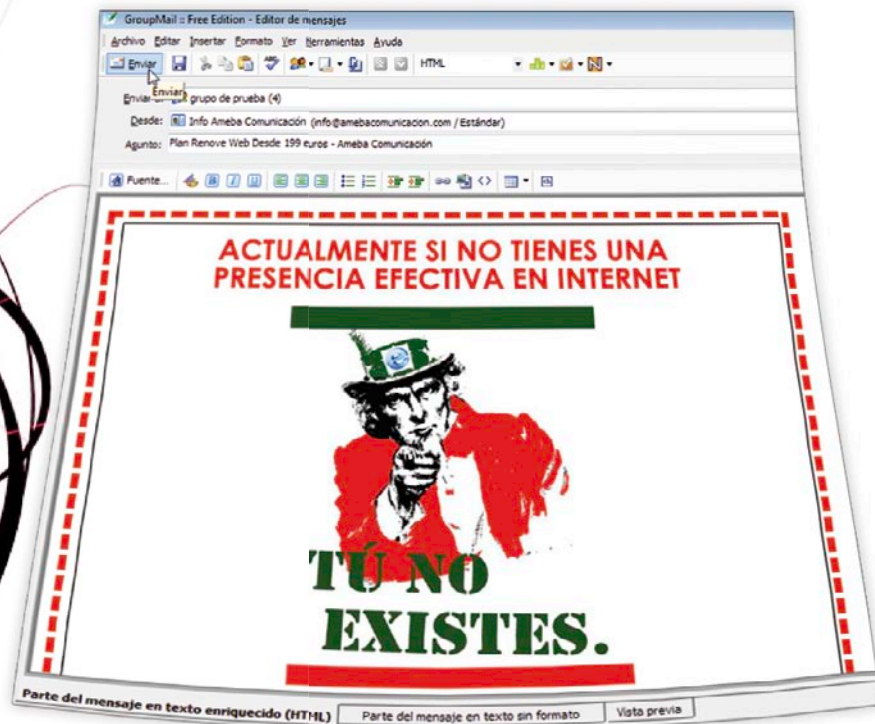 GroupMail :: Free Edition - Editor de mensajes
Archivo Editar Insertar Formato Ver Herramientas Ayuda
Enviar HTML
Enviar
grupo de prueba (4)
Desde: Info Ameba Comunicación (info@amebacomunicacion.com / Estándar)
Asunto: Plan Renove Web Desde 199 euros - Ameba Comunicación
Fuente...
ACTUALMENTE SI NO TIENES UNA
PRESENCIA EFECTIVA EN INTERNET
TÚ NO
EXISTES.
Parte del mensaje en texto enriquecido (HTML) Parte del mensaje en texto sin formato Vista previa